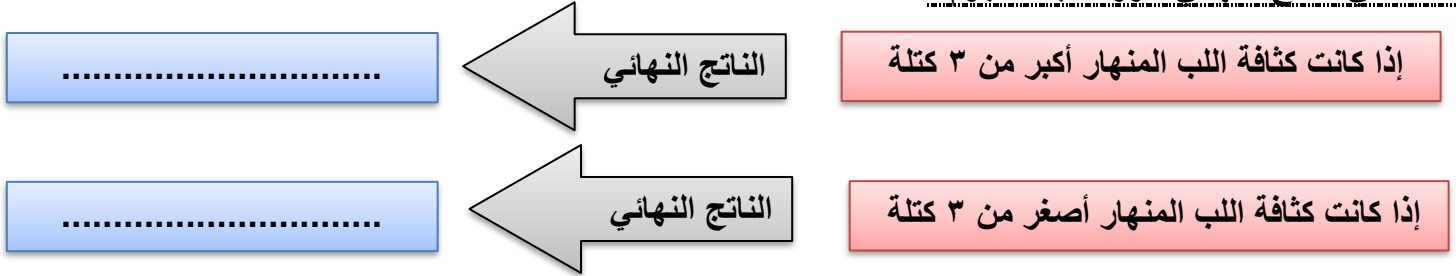 إذا كانت كثافة اللب المنهار أكبر من ٣ كتلة
الناتج النهائي
...............................
إذا كانت كثافة اللب المنهار أصغر من ٣ كتلة
الناتج النهائي
...............................